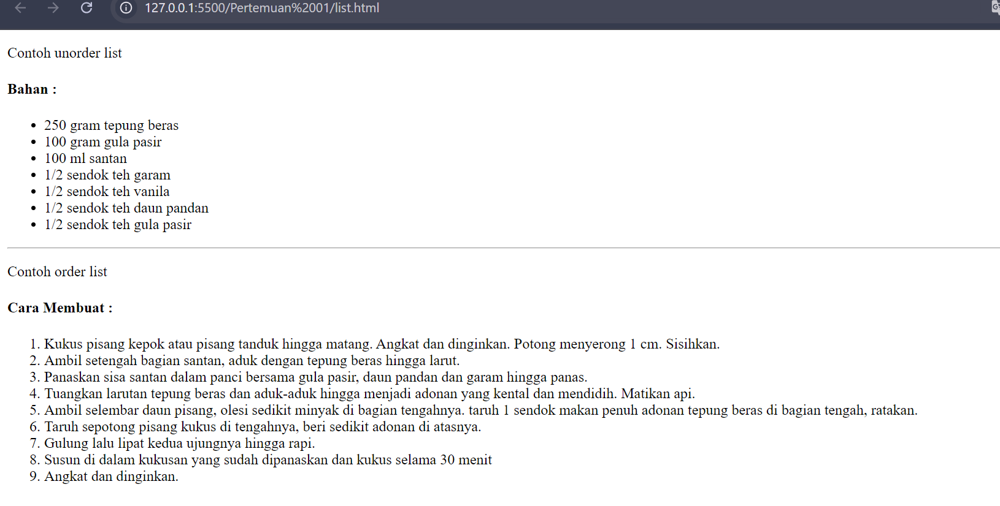 127.0.0.1:5500/Pertemuan%2001/list.html
Contoh unorder list
Bahan :
• 250 gram tepung beras
• 100 gram gula pasir
• 100 ml santan
• 1/2 sendok teh garam
• 1/2 sendok teh vanila
• 1/2 sendok teh daun pandan
• 1/2 sendok teh gula pasir
Contoh order list
Cara Membuat :
1. Kukus pisang kepok atau pisang tanduk hingga matang. Angkat dan dinginkan. Potong menyerong 1 cm. Sisihkan.
2. Ambil setengah bagian santan, aduk dengan tepung beras hingga larut.
3. Panaskan sisa santan dalam panci bersama gula pasir, daun pandan dan garam hingga panas.
4. Tuangkan larutan tepung beras dan aduk-aduk hingga menjadi adonan yang kental dan mendidih. Matikan api.
5. Ambil selembar daun pisang, olesi sedikit minyak di bagian tengahnya. taruh 1 sendok makan penuh adonan tepung beras di bagian tengah, ratakan.
6. Taruh sepotong pisang kukus di tengahnya, beri sedikit adonan di atasnya.
7. Gulung lalu lipat kedua ujungnya hingga rapi.
8. Susun di dalam kukusan yang sudah dipanaskan dan kukus selama 30 menit
9. Angkat dan dinginkan.